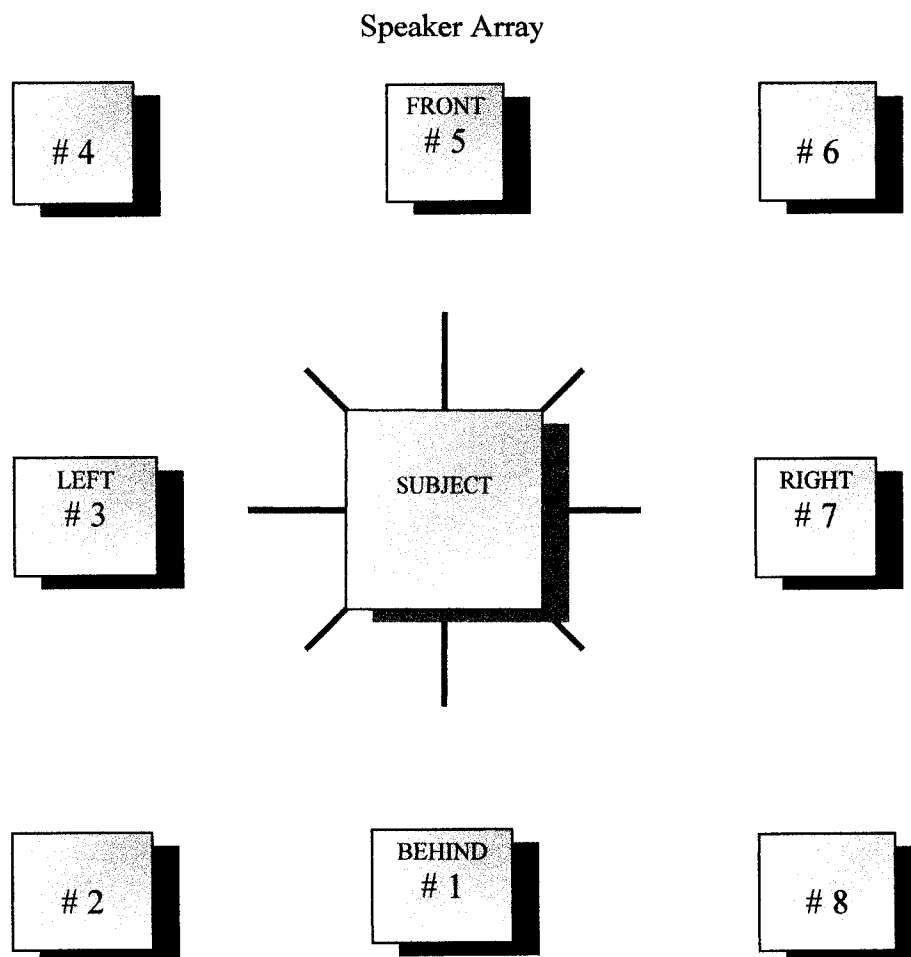 Speaker Array
# 4
FRONT
# 5
# 6
LEFT
# 3
SUBJECT
RIGHT
# 7
# 2
BEHIND
# 1
# 8